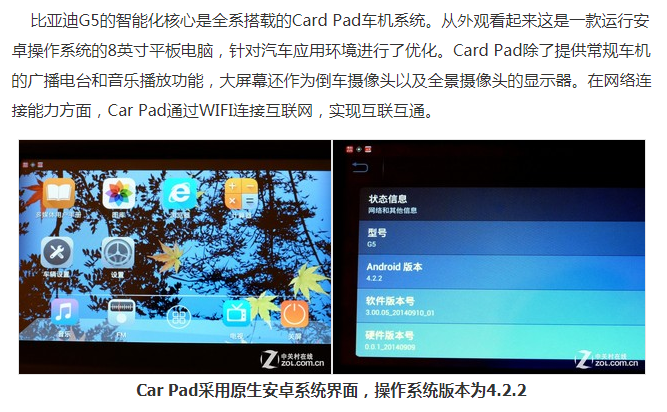 比亚迪G5的智能化核心是全系搭载的Card Pad车机系统。从外观看起来这是一款运行安
卓操作系统的8英寸平板电脑，针对汽车应用环境进行了优化。Card Pad除了提供常规车机
的广播电台和音乐播放功能，大屏幕还作为倒车摄像头以及全景摄像头的显示器。在网络连
接能力方面，Car Pad通过WIFI连接互联网，实现互联互通。
图库
计算器
车辆设置
设置
音乐
FM
电视
关屏
中关村在线
ZOL.COM.CN
状态信息
网络和其他信息
型号
G5
Android 版本
4.2.2
软件版本号
3.00.05_20140910_01
硬件版本号
0.0.1_20140909
中关村在线
ZOL.COM.CN
Car Pad采用原生安卓系统界面，操作系统版本为4.2.2